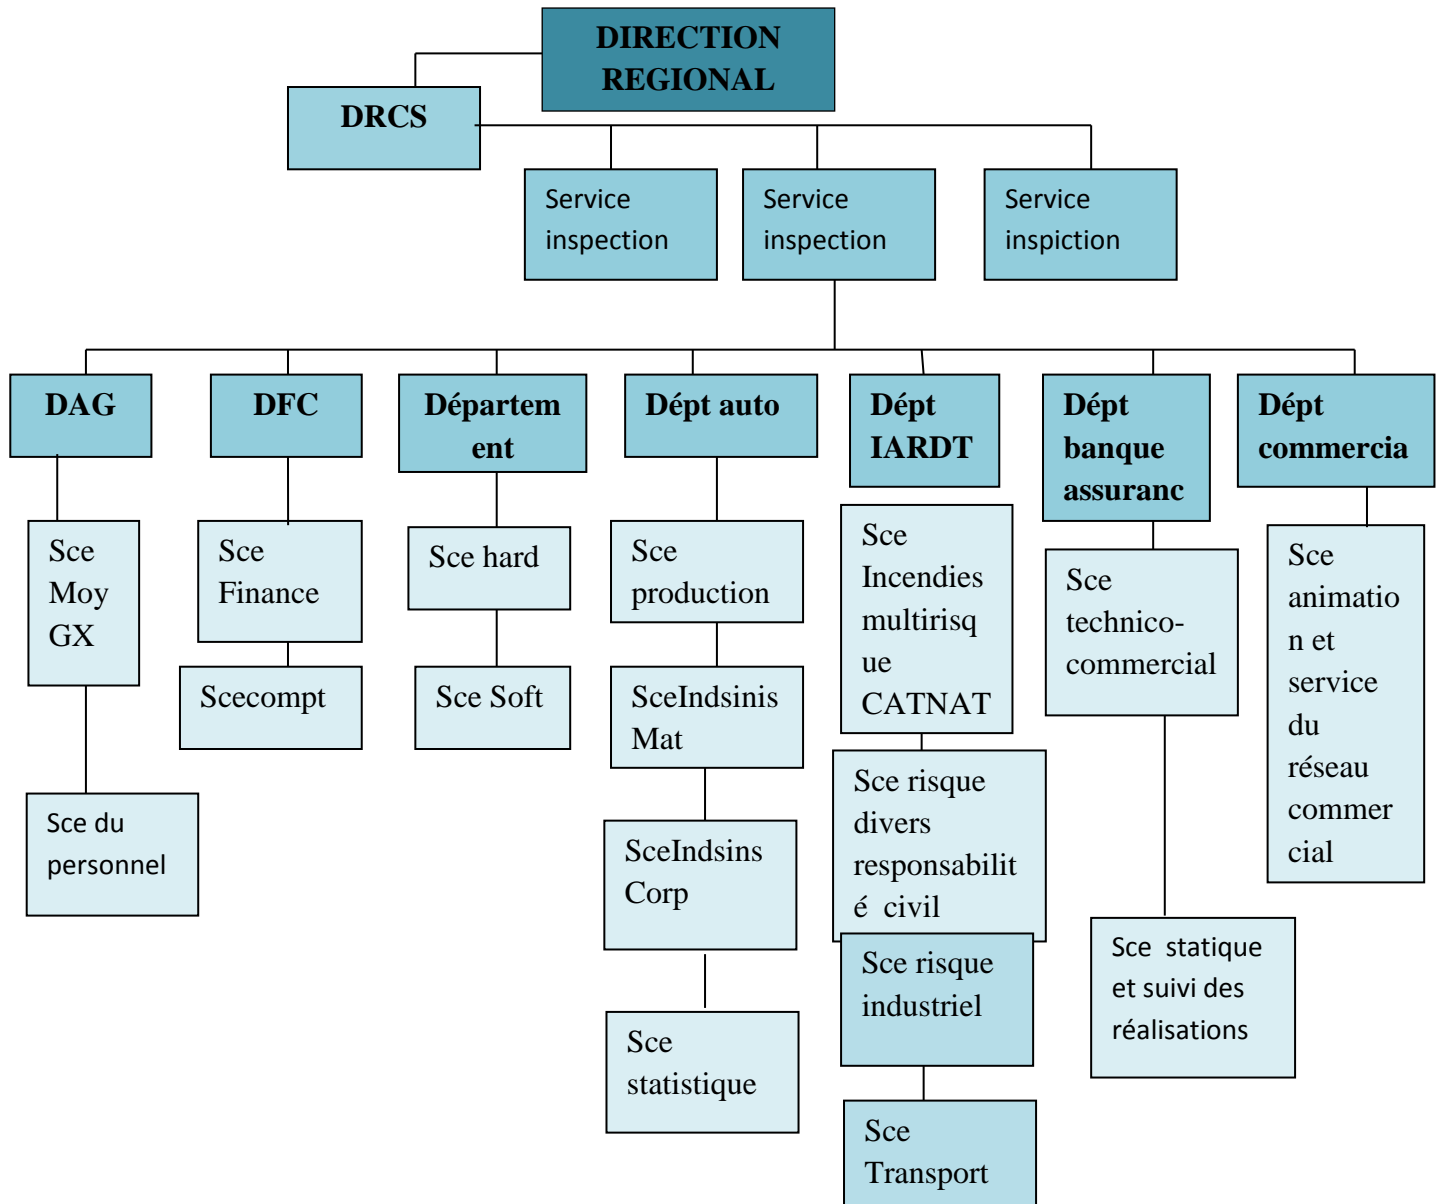 DIRECTION
REGIONAL
DRCS
Service
inspection
Service
inspection
Service
inspiction
DAG
DFC
Départem
ent
Dépt auto
Dépt
IARDT
Dépt
banque
assuranc
Dépt
commercia
Sce
Moy
GX
Sce du
personnel
Sce
Finance
Scecompt
Sce hard
Sce Soft
Sce
production
SceIndsinis
Mat
SceIndsins
Corp
Sce
statistique
Sce
Incendies
multirisq
ue
CATNAT
Sce risque
divers
responsabilit
é civil
Sce risque
industriel
Sce
Transport
Sce
technico-
commercial
Sce statique
et suivi des
réalisations
Sce
animatio
n et
service
du
réseau
commer
cial